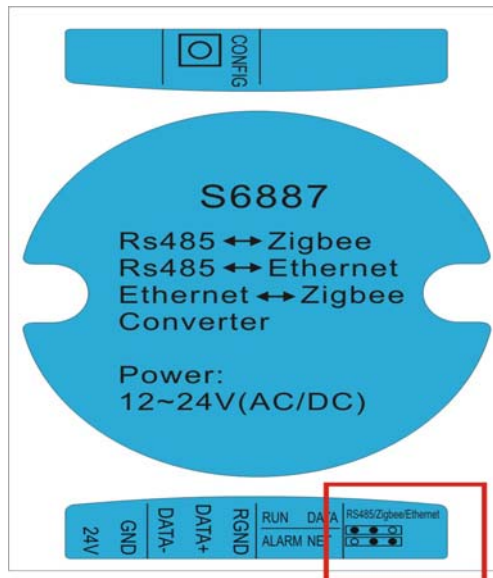 CONFIG
S6887
Rs485 ↔ Zigbee
Rs485 ↔ Ethernet
Ethernet ↔ Zigbee
Converter
Power:
12~24V(AC/DC)
24V
GND
DATA-
DATA+
RGND
RUN DATA
ALARM NET
RS485/Zigbee/Ethernet